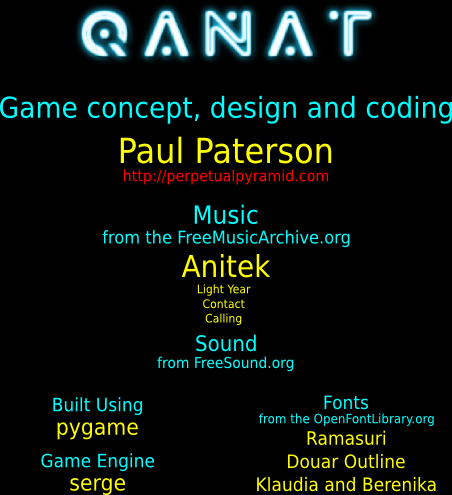 QANAT
Game concept, design and coding
Paul Paterson
http://perpetualpyramid.com
Music
from the FreeMusicArchive.org
Anitek
Light Year
Contact
Calling
Sound
from FreeSound.org
Built Using
pygame
Game Engine
serge
Fonts
from the OpenFontLibrary.org
Ramasuri
Douar Outline
Klaudia and Berenika